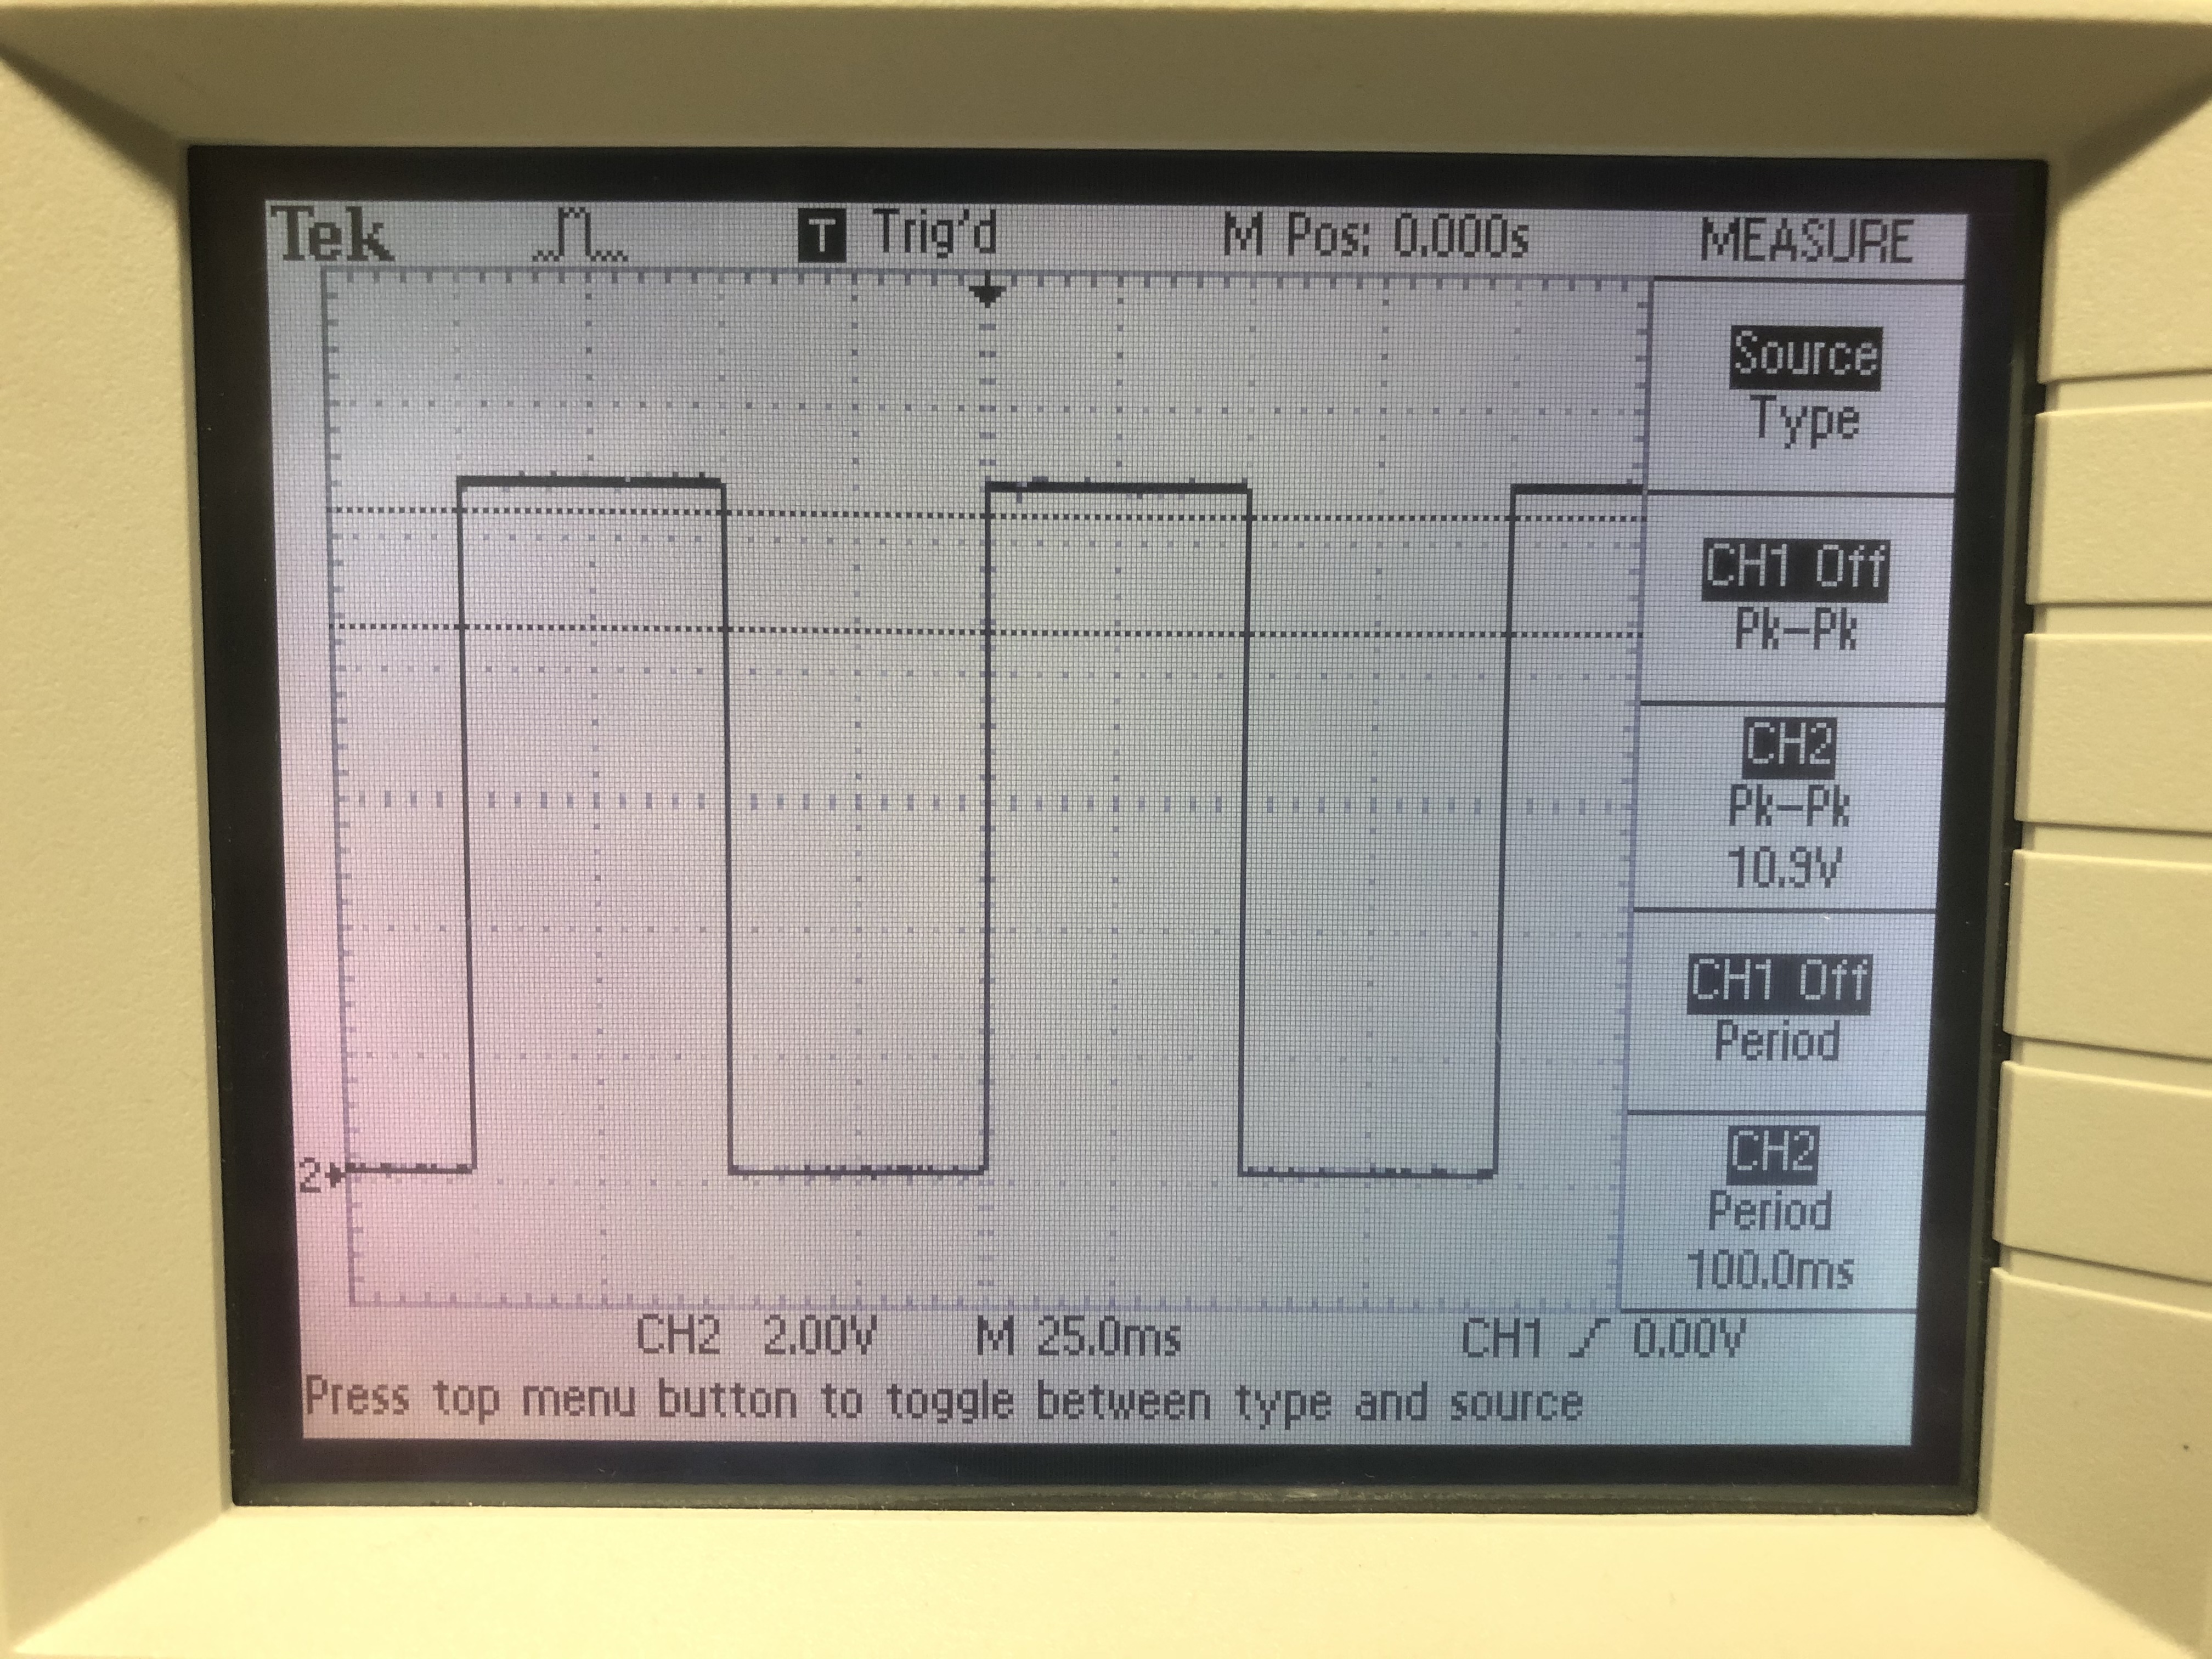 Tek T Trig'd M Pos: 0.000s MEASURE
Source
Type
CH1 Off
Pk-Pk
CH2
Pk-Pk
10.9V
CH1 Off
Period
CH2
Period
100.0ms
2
CH2 2.00V M 25.0ms CH1 0.00V
Press top menu button to toggle between type and source